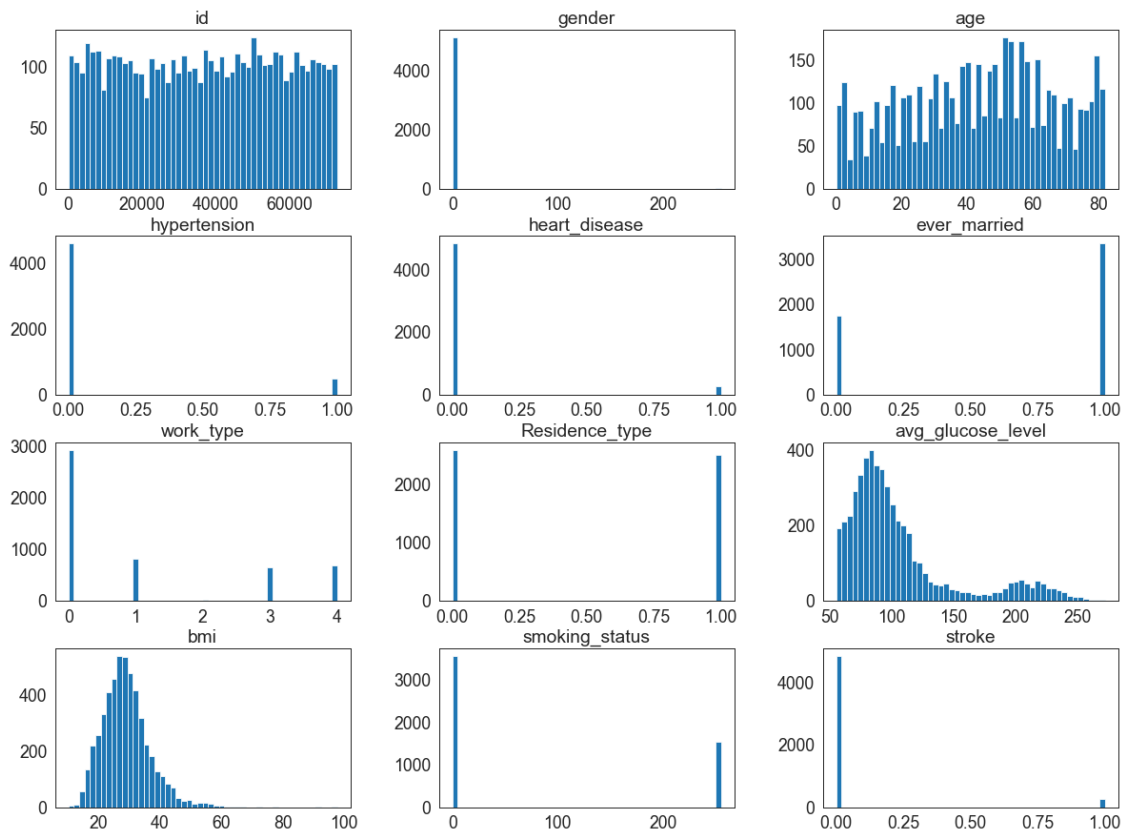 id
gender
age
100
50
0
0 20000 40000 60000
4000
2000
0
0 100 200
150
100
50
0
0 20 40 60 80
hypertension
heart_disease
ever_married
4000
2000
0
0.00 0.25 0.50 0.75 1.00
4000
2000
0
0.00 0.25 0.50 0.75 1.00
3000
2000
1000
0
0.00 0.25 0.50 0.75 1.00
work_type
Residence_type
avg_glucose_level
3000
2000
1000
0
0 1 2 3 4
2000
1000
0
0.00 0.25 0.50 0.75 1.00
400
200
0
50 100 150 200 250
bmi
smoking_status
stroke
400
200
0
20 40 60 80 100
3000
2000
1000
0
0 100 200
4000
2000
0
0.00 0.25 0.50 0.75 1.00